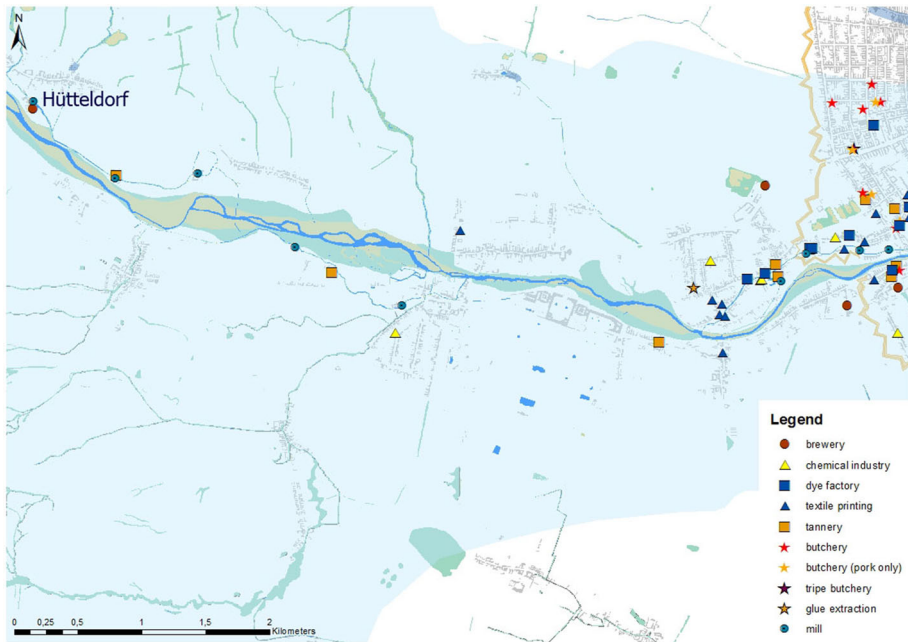 N
Hütteldorf
Legend
brewery
chemical industry
dye factory
textile printing
tannery
butchery
butchery (pork only)
tripe butchery
glue extraction
mill
0 0,25 0,5 1 1,5 2
Kilometers